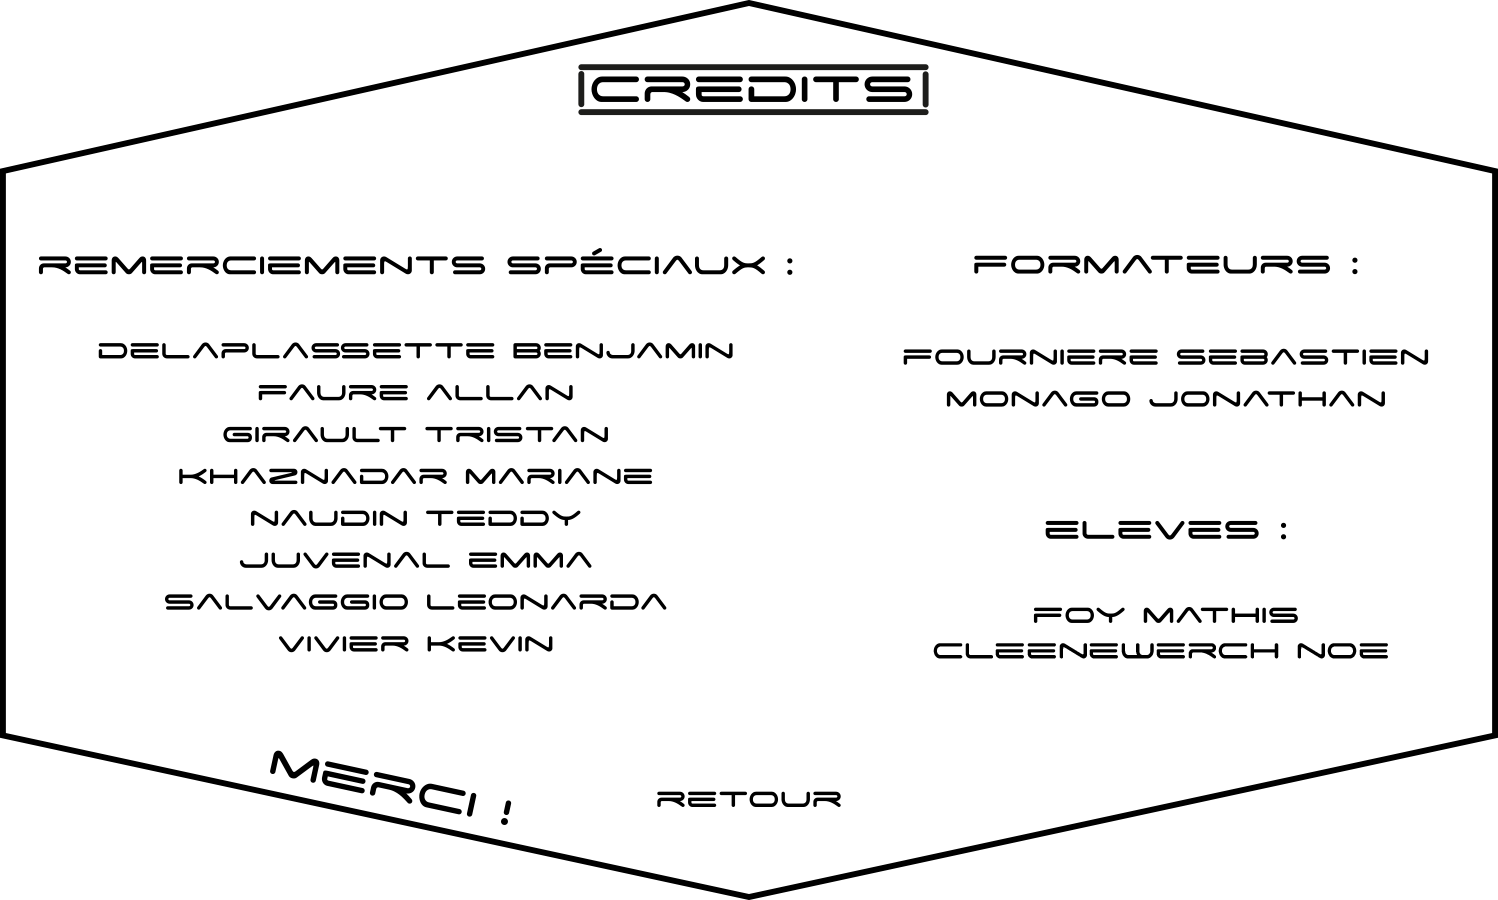 CREDITS
REMERCIEMENTS SPÉCIAUX :
DELAPLASSETTE BENJAMIN
FAURE ALLAN
GIRAULT TRISTAN
KHAZNADAR MARIANE
NAUDIN TEDDY
JUVENAL EMMA
SALVAGGIO LEONARDA
VIVIER KEVIN
FORMATEURS :
FOURNIERE SEBASTIEN
MONAGO JONATHAN
ELEVES :
FOY MATHIS
CLEENEWERCH NOE
MERCI !
RETOUR